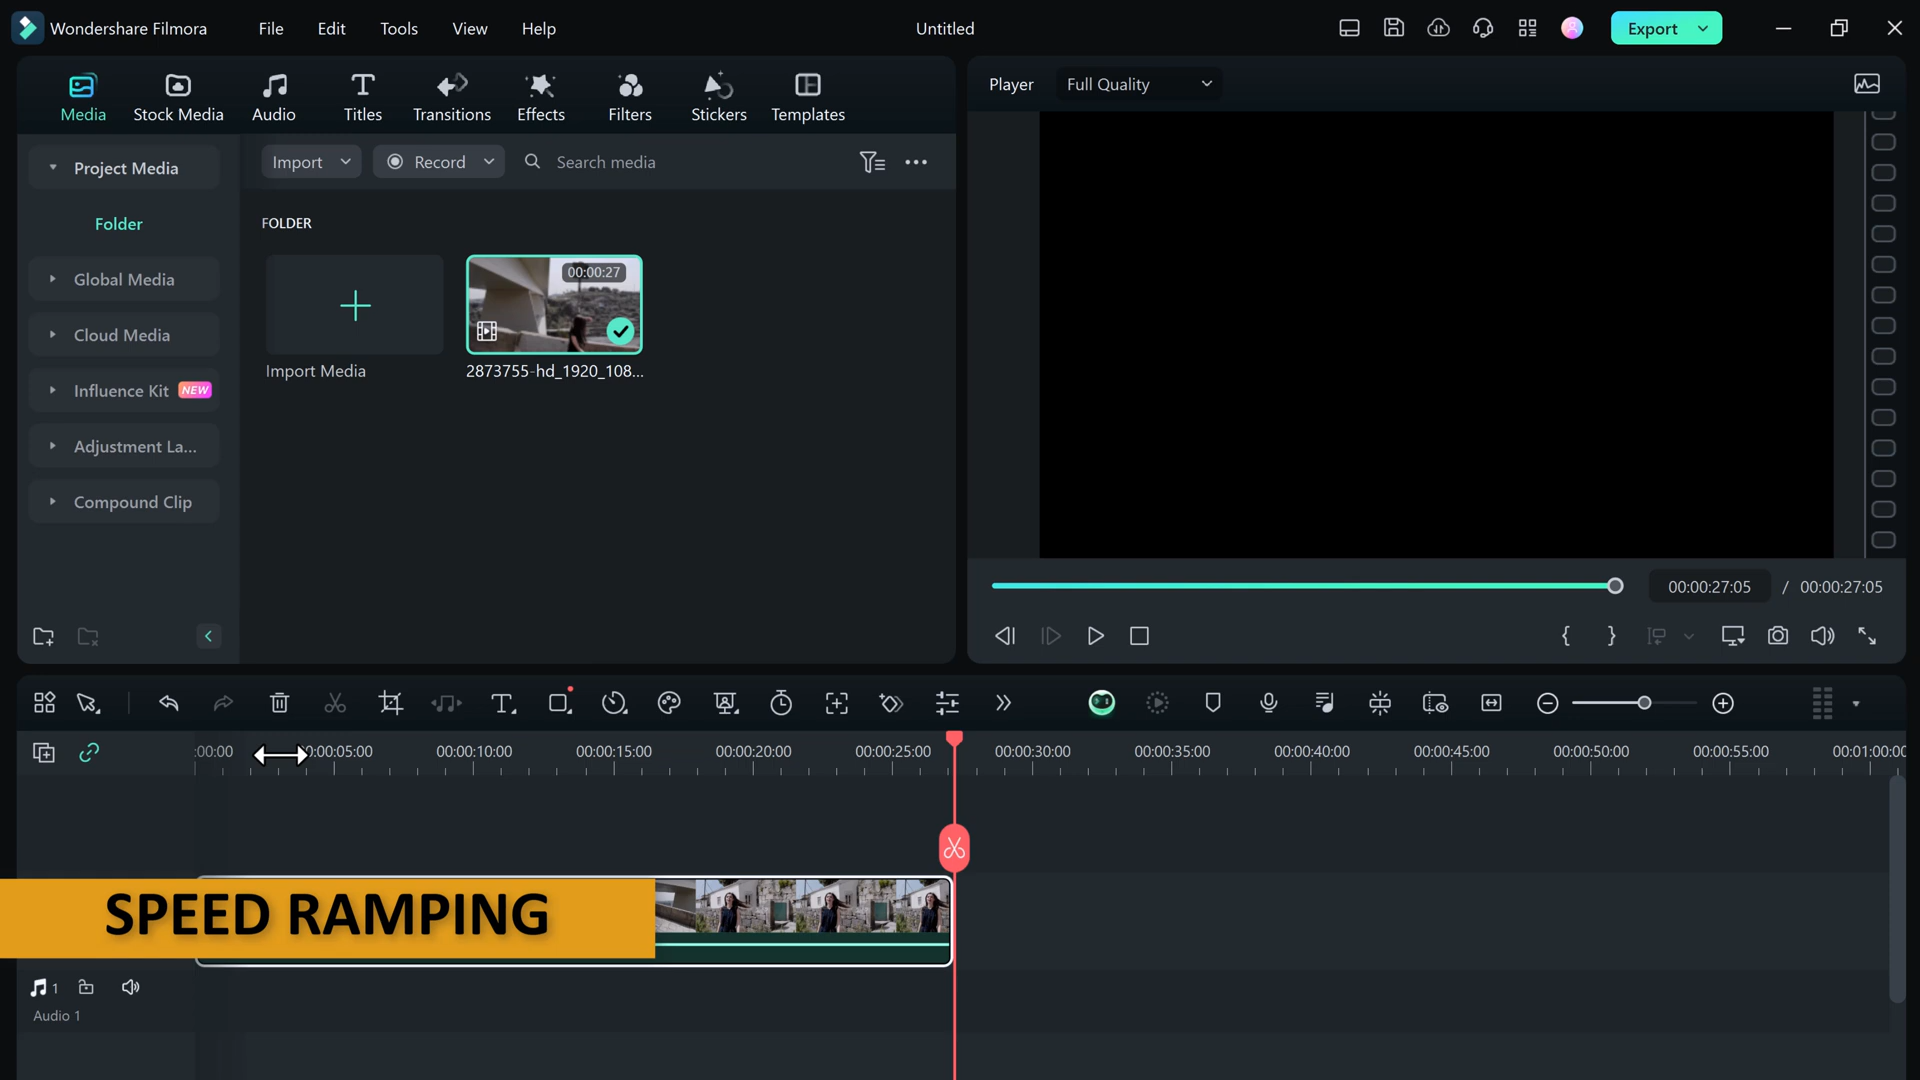 Wondershare Filmora
File
Edit
Tools
View
Help
Untitled
Export
Media
Stock Media
Audio
Titles
Transitions
Effects
Filters
Stickers
Templates
Player
Full Quality
Project Media
Import
Record
Search media
Folder
FOLDER
Global Media
Cloud Media
Influence Kit NEW
Adjustment La...
Compound Clip
00:00:27
Import Media
2873755-hd_1920_108...
00:00:27:05 / 00:00:27:05
:00:00
00:00:05:00
00:00:10:00
00:00:15:00
00:00:20:00
00:00:25:00
00:00:30:00
00:00:35:00
00:00:40:00
00:00:45:00
00:00:50:00
00:00:55:00
00:01:00:00
SPEED RAMPING
1
Audio 1